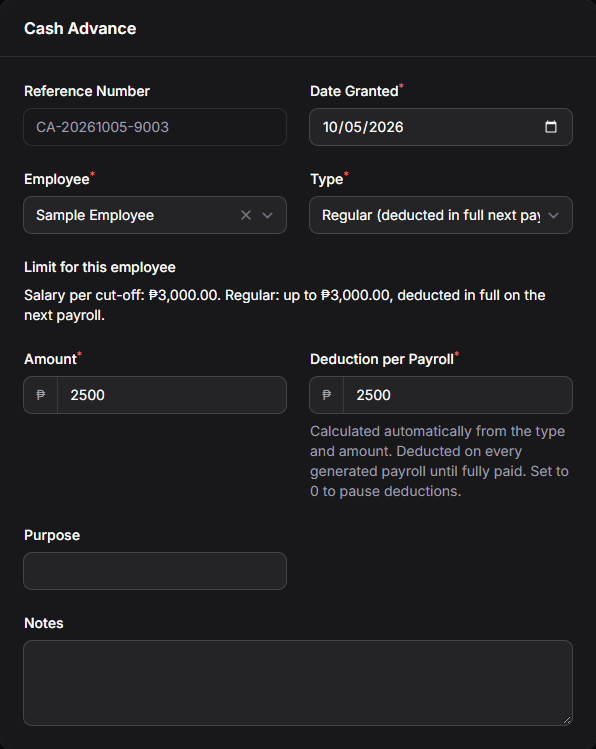 Cash Advance
Reference Number
Date Granted*
CA-20261005-9003
10/05/2026
Employee*
Type*
Sample Employee
Regular (deducted in full next pay
Limit for this employee
Salary per cut-off: ₱3,000.00. Regular: up to ₱3,000.00, deducted in full on the
next payroll.
Amount*
Deduction per Payroll*
₱ 2500
₱ 2500
Calculated automatically from the type
and amount. Deducted on every
generated payroll until fully paid. Set to
0 to pause deductions.
Purpose
Notes